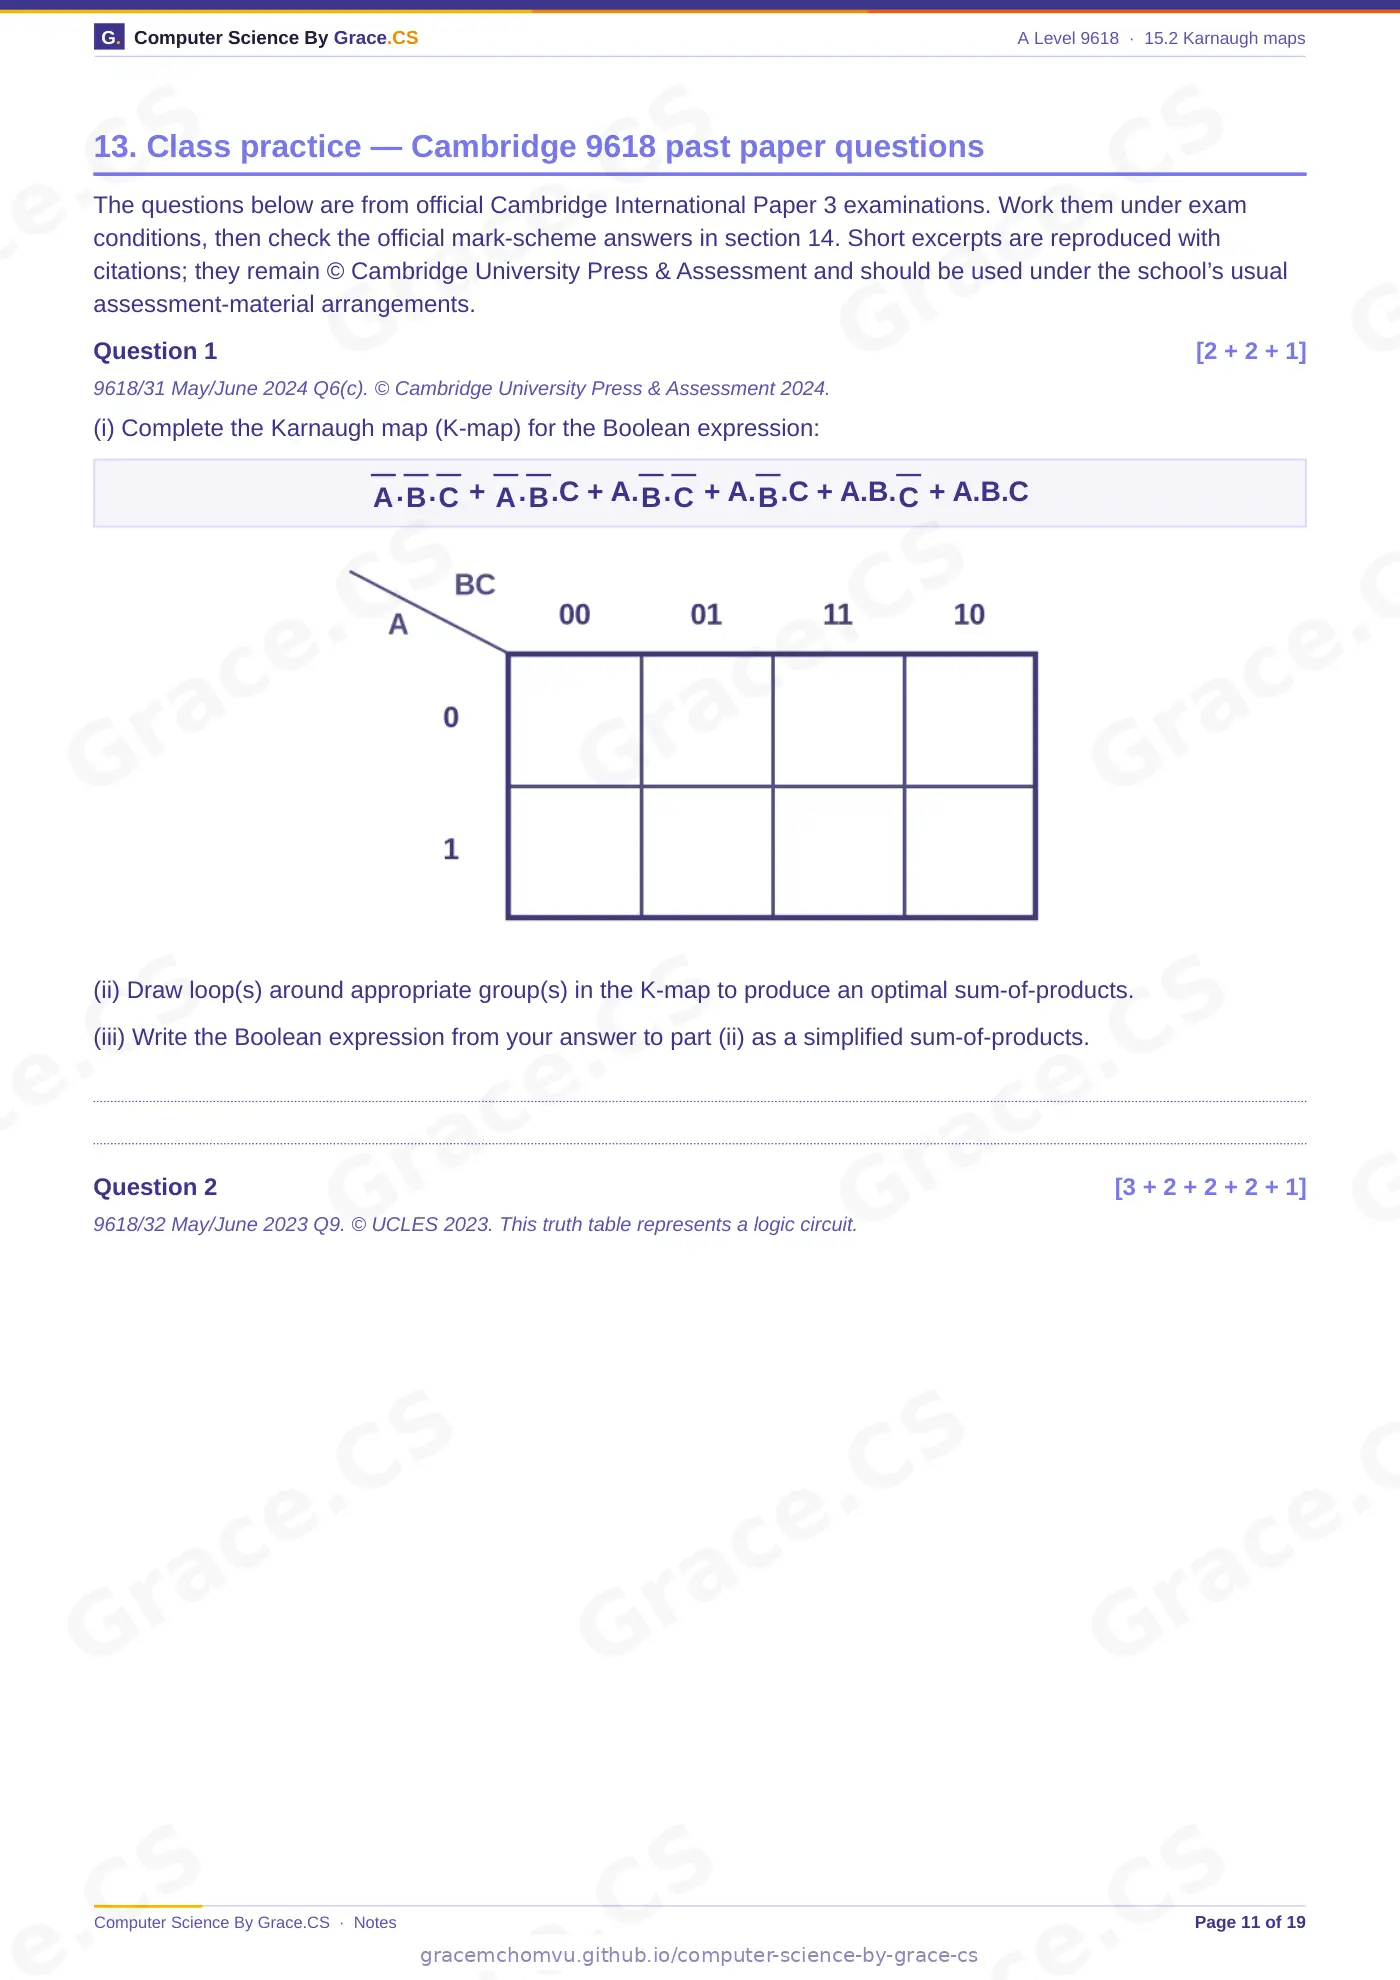 G. Computer Science By Grace.CS
A Level 9618 · 15.2 Karnaugh maps
13. Class practice — Cambridge 9618 past paper questions
The questions below are from official Cambridge International Paper 3 examinations. Work them under exam
conditions, then check the official mark-scheme answers in section 14. Short excerpts are reproduced with
citations; they remain © Cambridge University Press & Assessment and should be used under the school’s usual
assessment-material arrangements.
Question 1 [2 + 2 + 1]
9618/31 May/June 2024 Q6(c). © Cambridge University Press & Assessment 2024.
(i) Complete the Karnaugh map (K-map) for the Boolean expression:
A̅·B̅·C̅ + A̅·B̅.C + A.B̅.C̅ + A.B̅.C + A.B.C̅ + A.B.C
BC
A
00 01 11 10
0
1
(ii) Draw loop(s) around appropriate group(s) in the K-map to produce an optimal sum-of-products.
(iii) Write the Boolean expression from your answer to part (ii) as a simplified sum-of-products.
Question 2 [3 + 2 + 2 + 2 + 1]
9618/32 May/June 2023 Q9. © UCLES 2023. This truth table represents a logic circuit.
Computer Science By Grace.CS · Notes
Page 11 of 19
gracemchomvu.github.io/computer-science-by-grace-cs